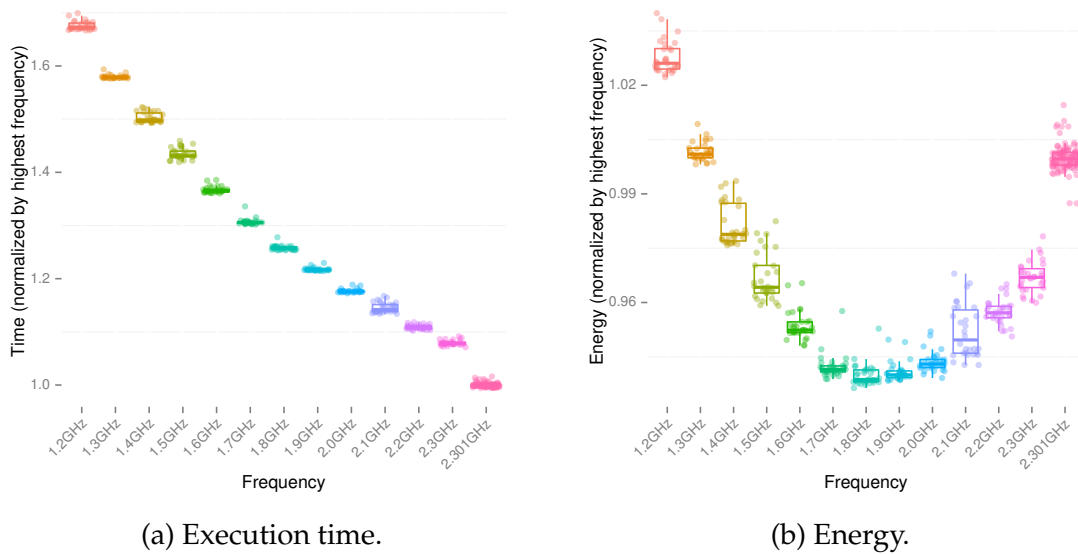 Time (normalized by highest frequency)
1.6
1.4
1.2
1.0
1.2GHz
1.3GHz
1.4GHz
1.5GHz
1.6GHz
1.7GHz
1.8GHz
1.9GHz
2.0GHz
2.1GHz
2.2GHz
2.3GHz
2.301GHz
Frequency
(a) Execution time.
Energy (normalized by highest frequency)
1.02
0.99
0.96
1.2GHz
1.3GHz
1.4GHz
1.5GHz
1.6GHz
1.7GHz
1.8GHz
1.9GHz
2.0GHz
2.1GHz
2.2GHz
2.3GHz
2.301GHz
Frequency
(b) Energy.